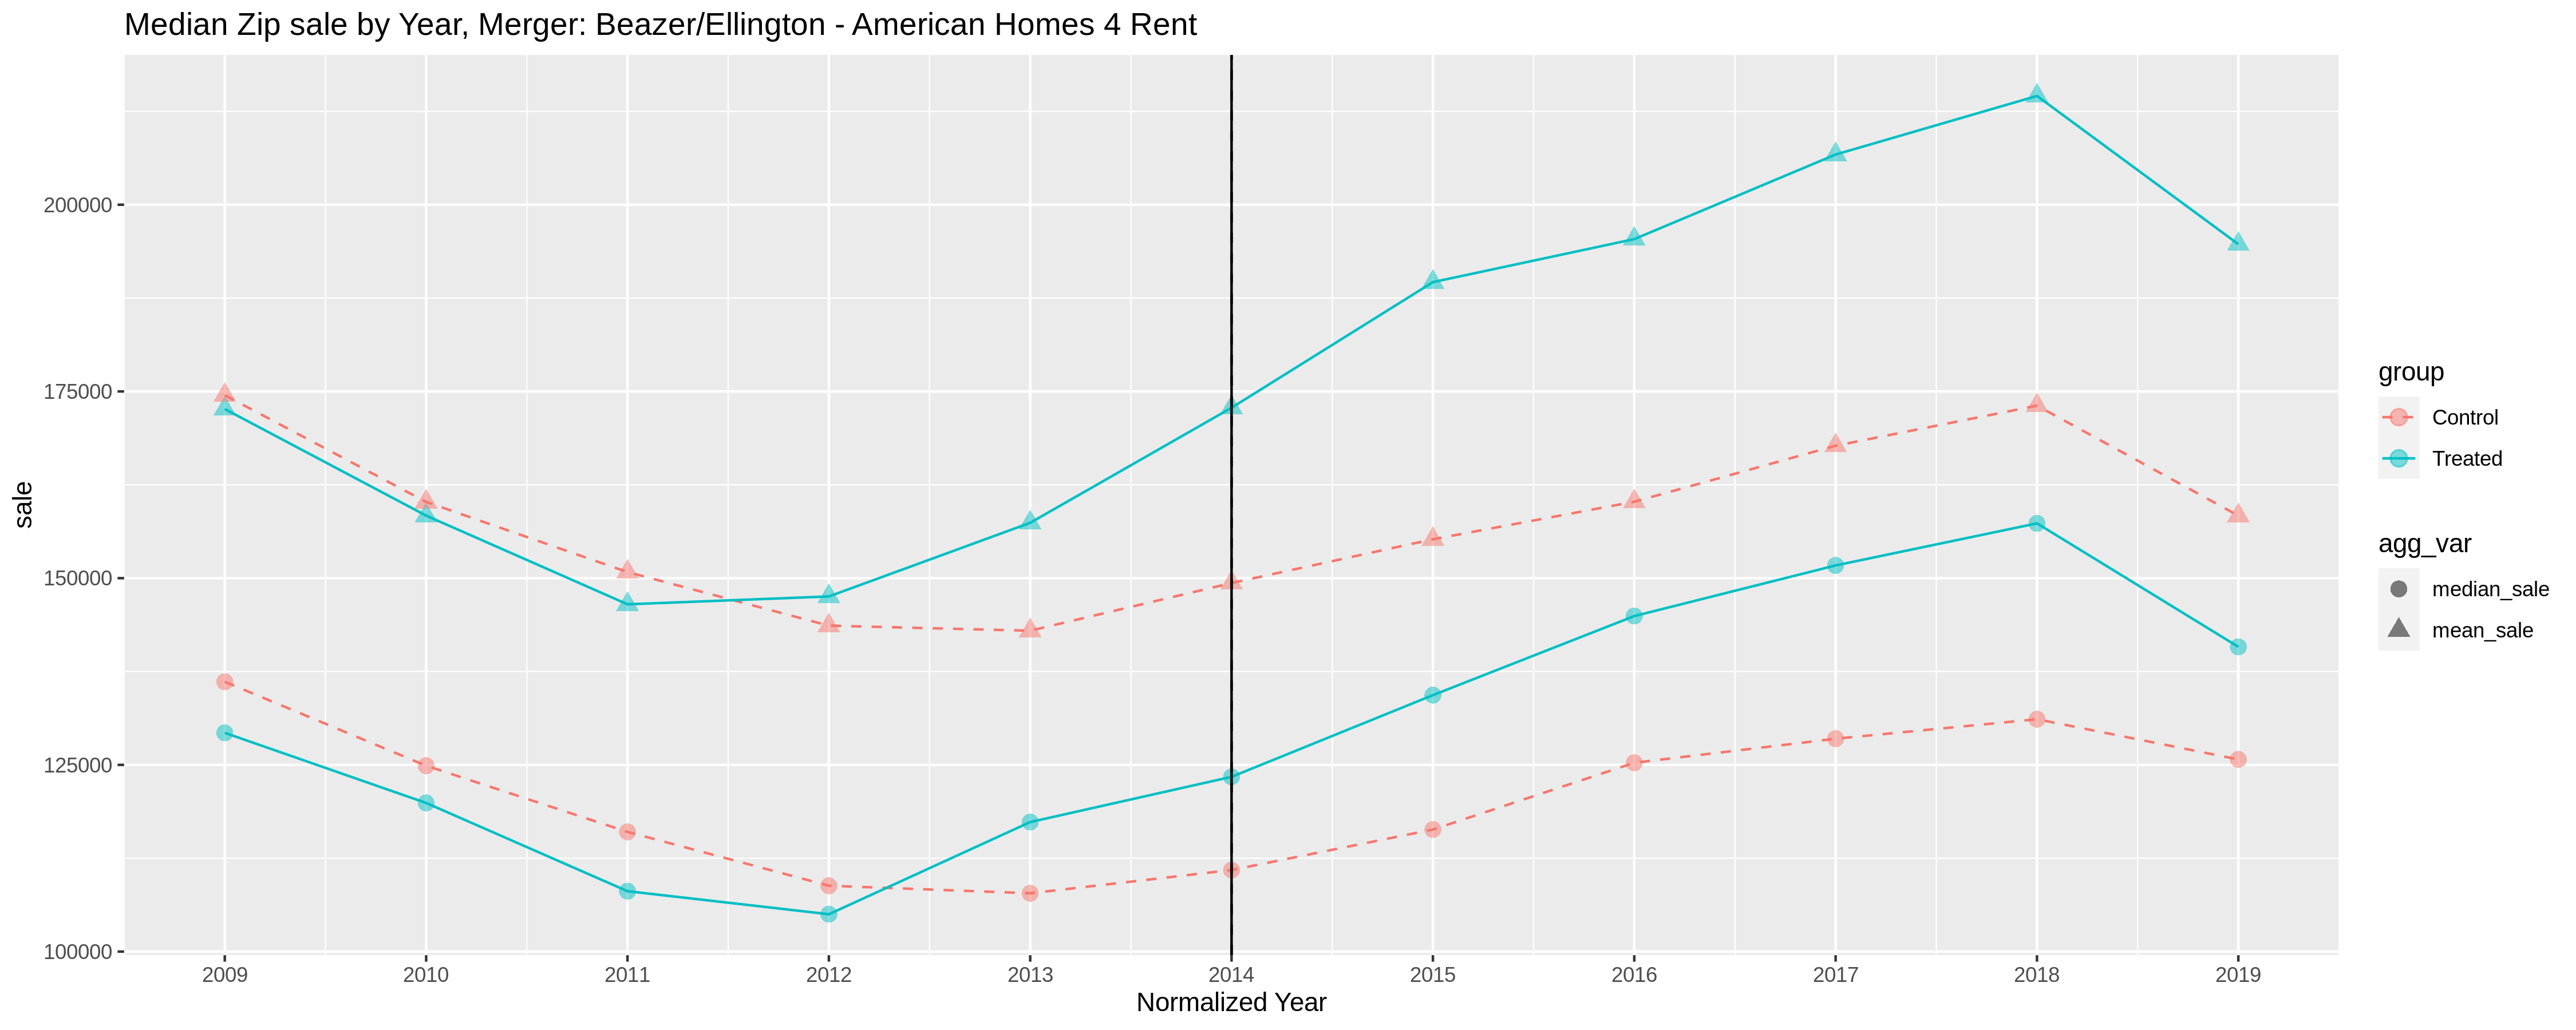 Median Zip sale by Year, Merger: Beazer/Ellington - American Homes 4 Rent
sale
200000
175000
150000
125000
100000
2009 2010 2011 2012 2013 2014 2015 2016 2017 2018 2019
Normalized Year
group
Control
Treated
agg_var
median_sale
mean_sale